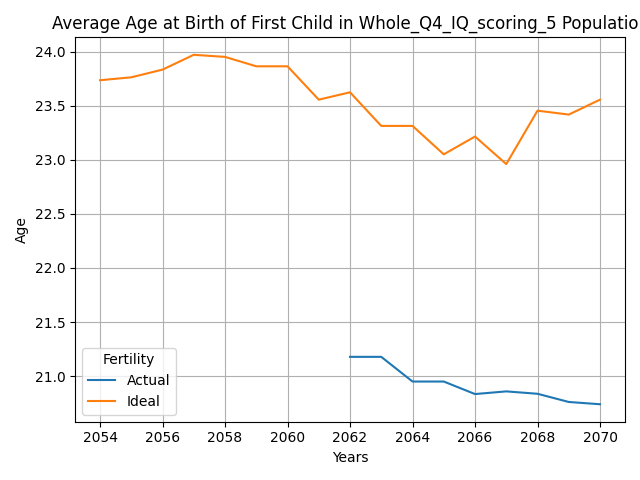 Average Age at Birth of First Child in Whole_Q4_IQ_scoring_5 Populatio
24.0
23.5
23.0
22.5
22.0
21.5
21.0
Age
Fertility
Actual
Ideal
2054 2056 2058 2060 2062 2064 2066 2068 2070
Years